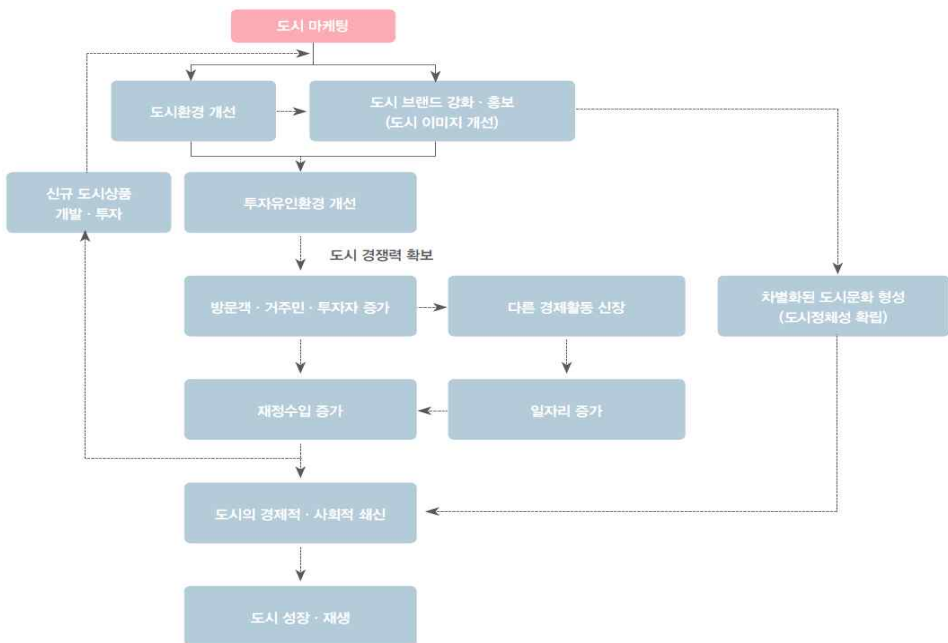 도시 마케팅
도시환경 개선
도시 브랜드 강화 · 홍보
(도시 이미지 개선)
신규 도시상품
개발 · 투자
투자유인환경 개선
도시 경쟁력 확보
방문객 · 거주민 · 투자자 증가
다른 경제활동 신장
차별화된 도시문화 형성
(도시정체성 확립)
재정수입 증가
일자리 증가
도시의 경제적 · 사회적 쇄신
도시 성장 · 재생